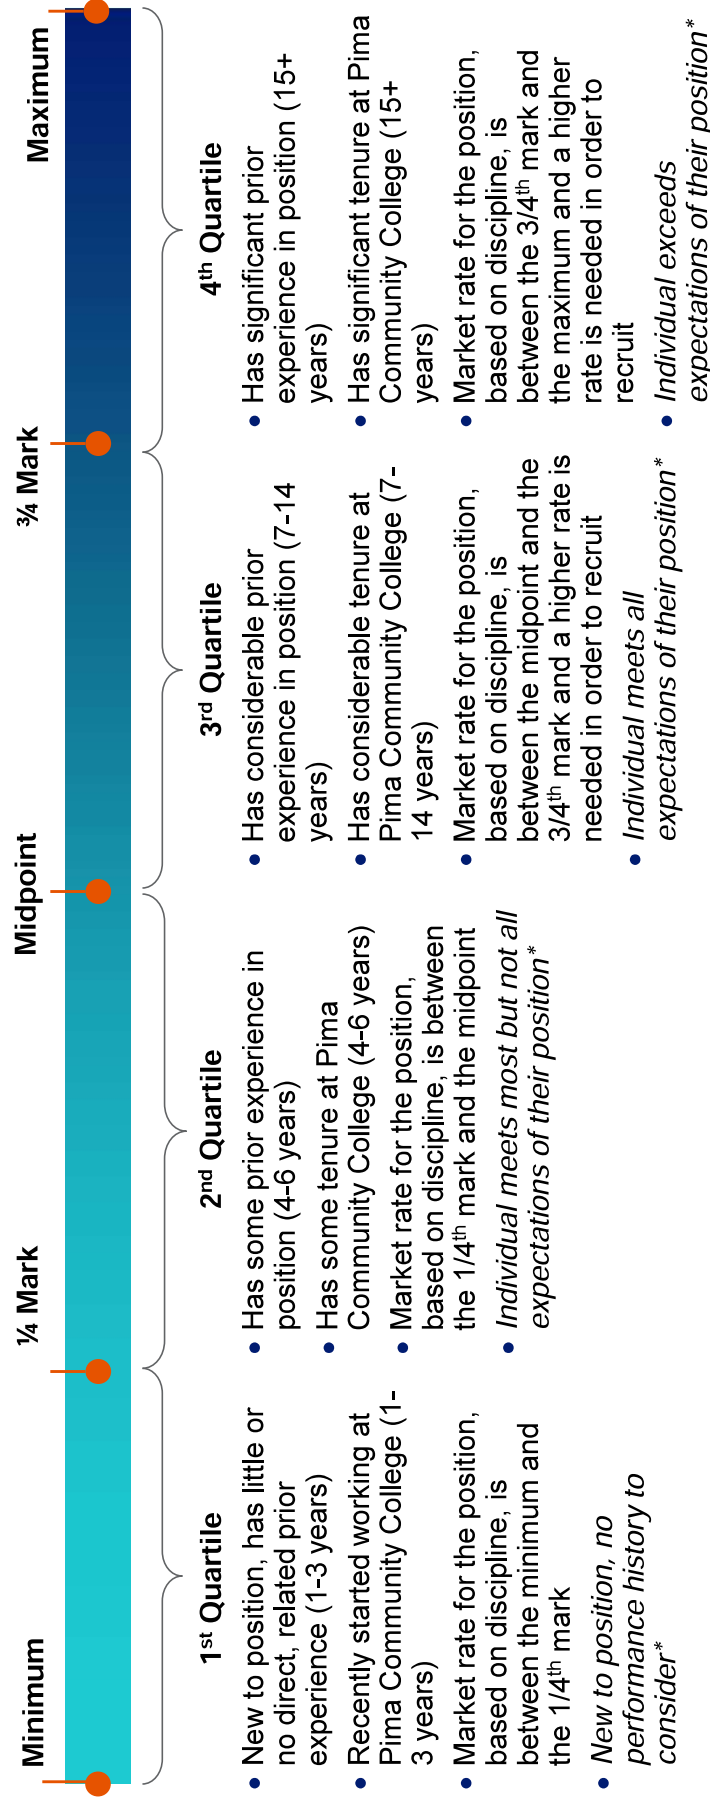 Minimum
¼ Mark
Midpoint
¾ Mark
Maximum
1st Quartile
• New to position, has little or
no direct, related prior
experience (1-3 years)
• Recently started working at
Pima Community College (1-
3 years)
• Market rate for the position,
based on discipline, is
between the minimum and
the 1/4th mark
• New to position, no
performance history to
consider*
2nd Quartile
• Has some prior experience in
position (4-6 years)
• Has some tenure at Pima
Community College (4-6 years)
• Market rate for the position,
based on discipline, is between
the 1/4th mark and the midpoint
• Individual meets most but not all
expectations of their position*
3rd Quartile
• Has considerable prior
experience in position (7-14
years)
• Has considerable tenure at
Pima Community College (7-
14 years)
• Market rate for the position,
based on discipline, is
between the midpoint and the
3/4th mark and a higher rate is
needed in order to recruit
• Individual meets all
expectations of their position*
4th Quartile
• Has significant prior
experience in position (15+
years)
• Has significant tenure at Pima
Community College (15+
years)
• Market rate for the position,
based on discipline, is
between the 3/4th mark and
the maximum and a higher
rate is needed in order to
recruit
• Individual exceeds
expectations of their position*